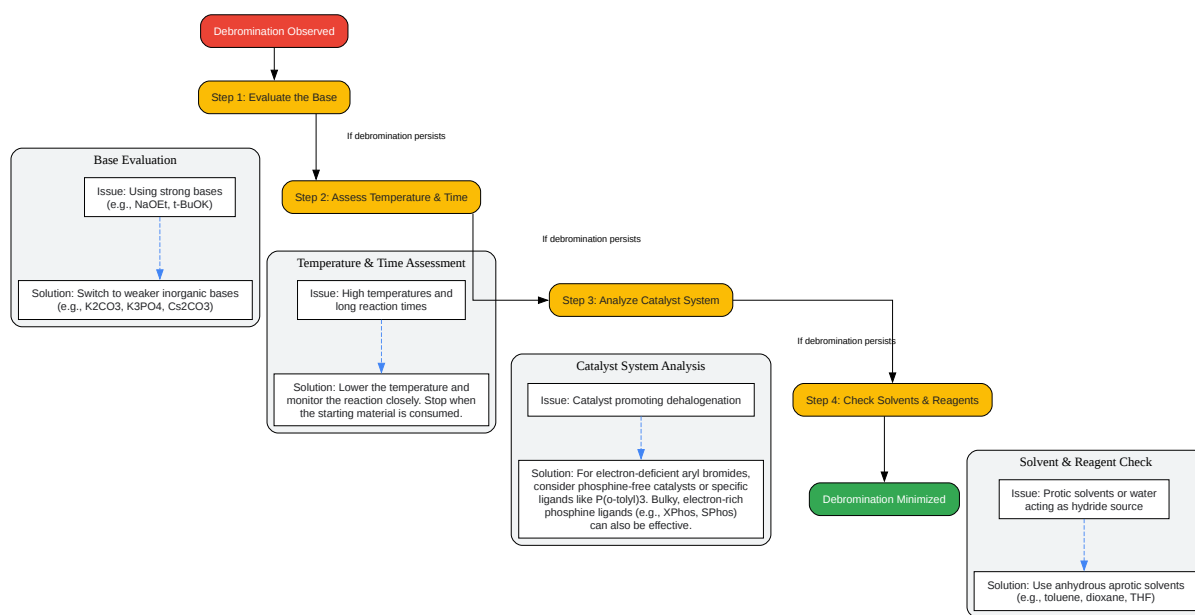 Debromination Observed
Step 1: Evaluate the Base
If debromination persists
Base Evaluation
Issue: Using strong bases
(e.g., NaOEt, t-BuOK)
Solution: Switch to weaker inorganic bases
(e.g., K2CO3, K3PO4, Cs2CO3)
Step 2: Assess Temperature & Time
If debromination persists
Temperature & Time Assessment
Issue: High temperatures and
long reaction times
Solution: Lower the temperature and
monitor the reaction closely. Stop when
the starting material is consumed.
Step 3: Analyze Catalyst System
If debromination persists
Catalyst System Analysis
Issue: Catalyst promoting dehalogenation
Solution: For electron-deficient aryl bromides,
consider phosphine-free catalysts or specific
ligands like P(o-tolyl)3. Bulky, electron-rich
phosphine ligands (e.g., XPhos, SPhos)
can also be effective.
Step 4: Check Solvents & Reagents
Solvent & Reagent Check
Issue: Protic solvents or water
acting as hydride source
Solution: Use anhydrous aprotic solvents
(e.g., toluene, dioxane, THF)
Debromination Minimized